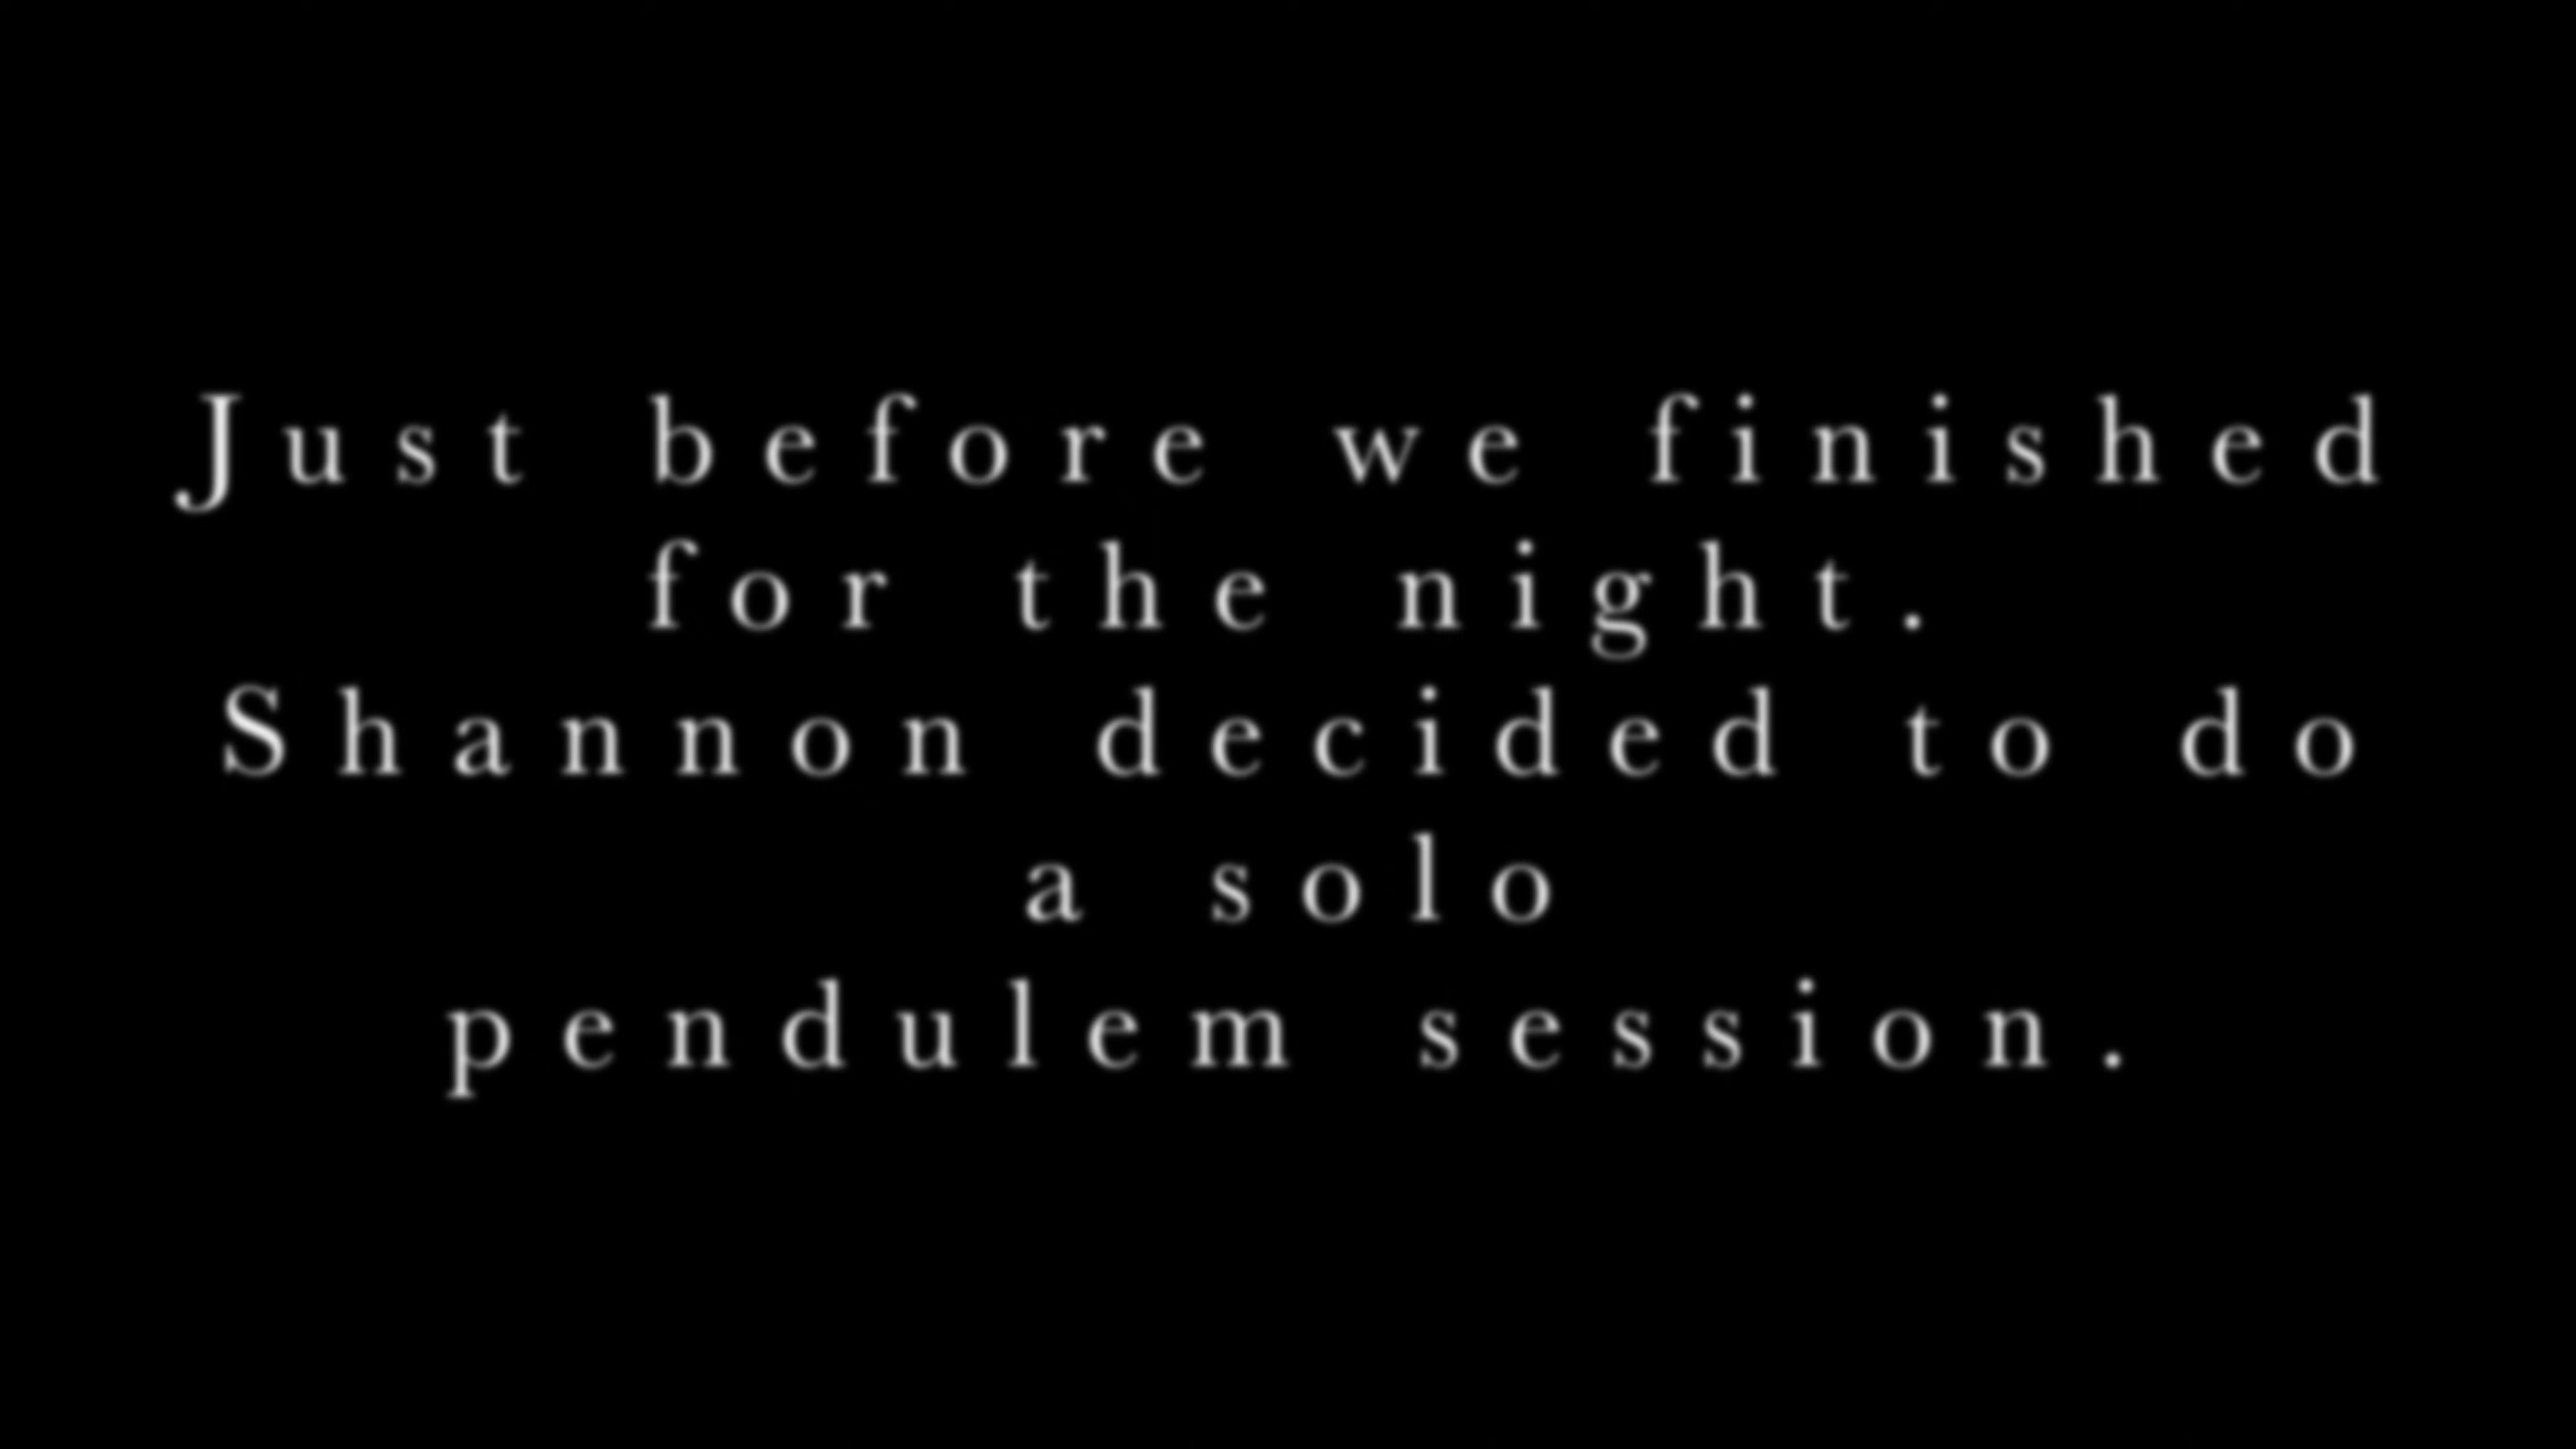 Just before we finished
for the night.
Shannon decided to do
a solo
pendulem session.